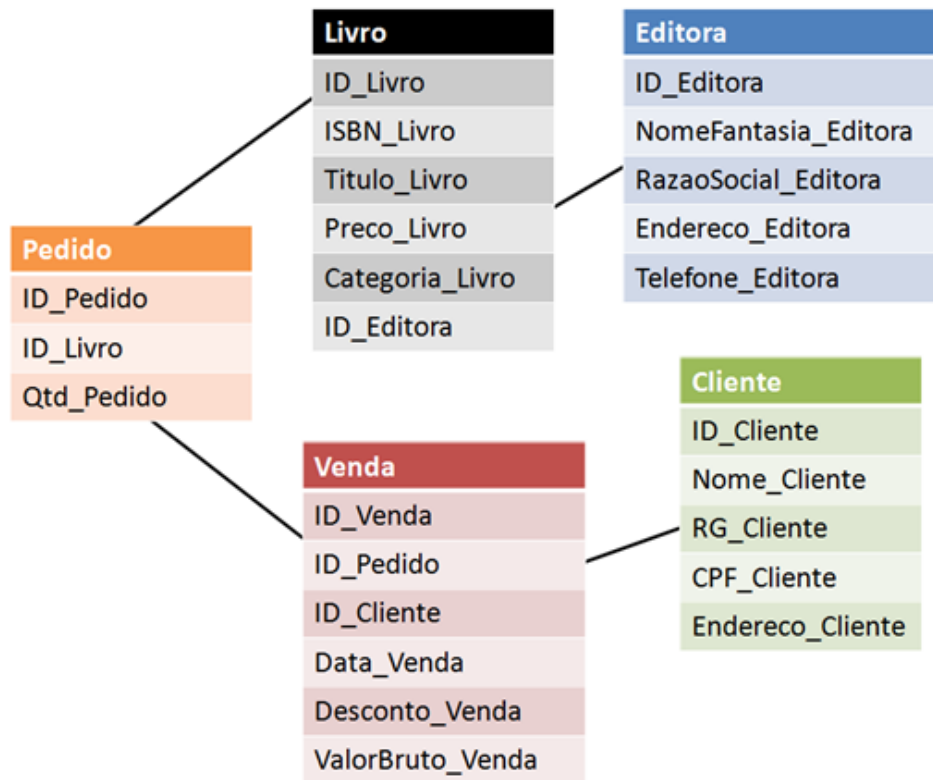 Livro
ID_Livro
ISBN_Livro
Titulo_Livro
Preco_Livro
Categoria_Livro
ID_Editora
Editora
ID_Editora
NomeFantasia_Editora
RazaoSocial_Editora
Endereco_Editora
Telefone_Editora
Pedido
ID_Pedido
ID_Livro
Qtd_Pedido
Venda
ID_Venda
ID_Pedido
ID_Cliente
Data_Venda
Desconto_Venda
ValorBruto_Venda
Cliente
ID_Cliente
Nome_Cliente
RG_Cliente
CPF_Cliente
Endereco_Cliente